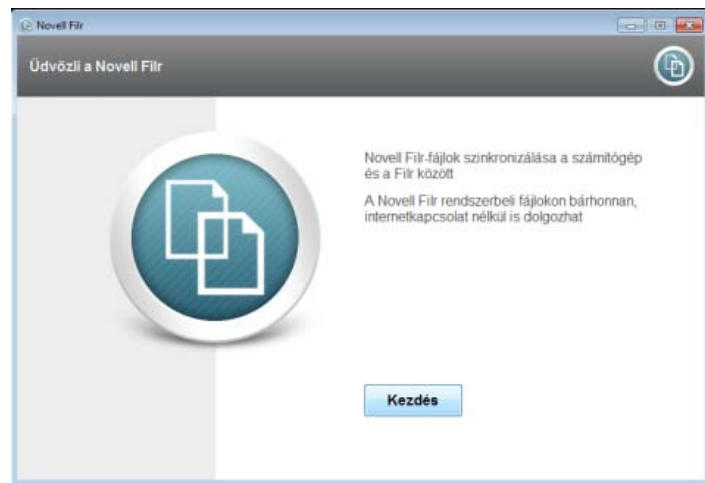 Novell Filr
Üdvözli a Novell Filr
Novell Filr-fájlok szinkronizálása a számítógép
és a Filr között
A Novell Filr rendszerbeli fájlokon bárhonnan,
internetkapcsolat nélkül is dolgozhat
Kezdés